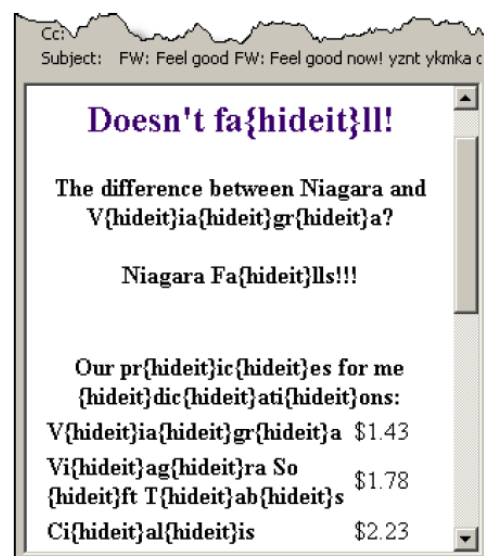 Cc:
Subject: FW: Feel good FW: Feel good now! yznt ykmka
Doesn't fa{hideit}ll!
The difference between Niagara and
V{hideit}ia{hideit}gr{hideit}a?
Niagara Fa{hideit}lls!!!
Our pr{hideit}ic{hideit}es for me
{hideit}dic{hideit}ati{hideit}ons:
V{hideit}ia{hideit}gr{hideit}a $1.43
Vi{hideit}ag{hideit}ra So
{hideit}ft T{hideit}ab{hideit}s $1.78
Ci{hideit}al{hideit}is $2.23